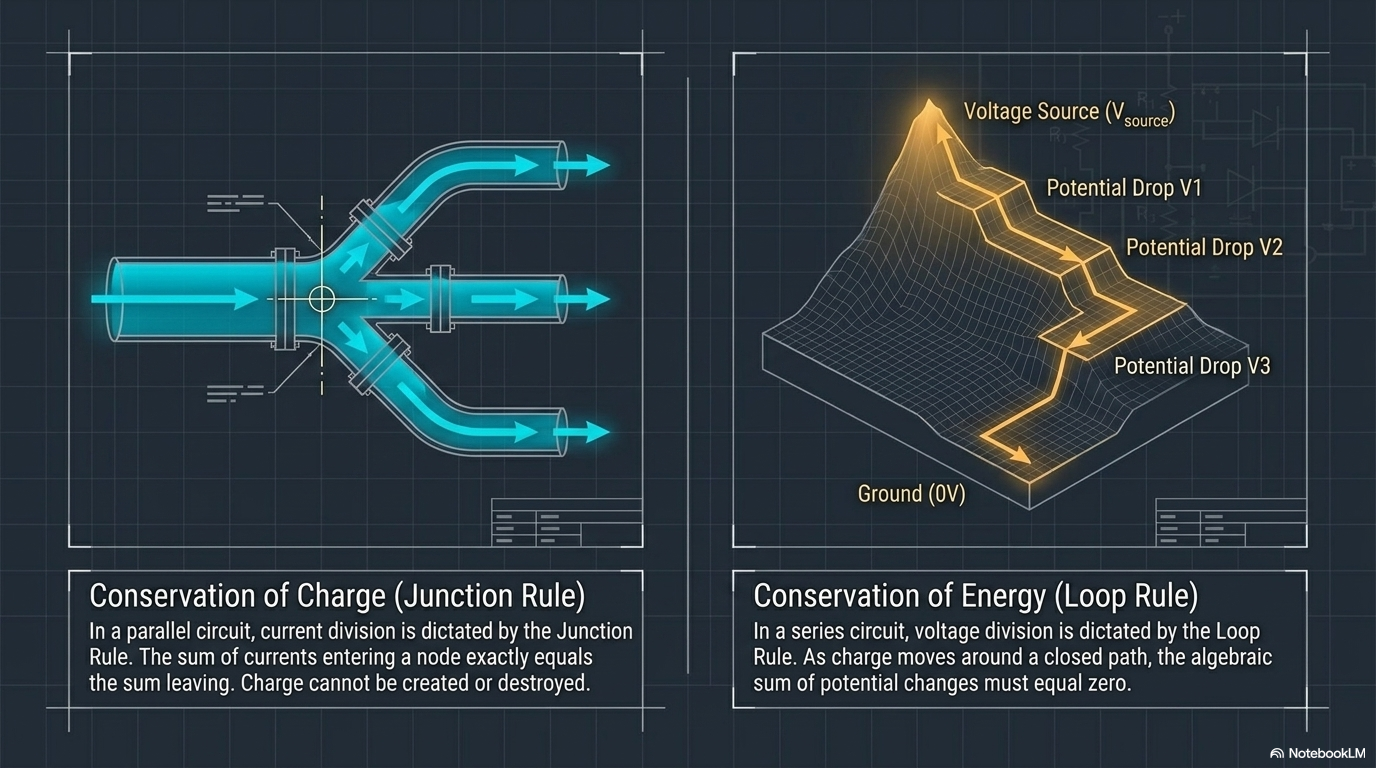 Voltage Source (Vsource)
Potential Drop V1
Potential Drop V2
Potential Drop V3
Ground (0V)
Conservation of Charge (Junction Rule)
In a parallel circuit, current division is dictated by the Junction
Rule. The sum of currents entering a node exactly equals
the sum leaving. Charge cannot be created or destroyed.
Conservation of Energy (Loop Rule)
In a series circuit, voltage division is dictated by the Loop
Rule. As charge moves around a closed path, the algebraic
sum of potential changes must equal zero.
NotebookLM